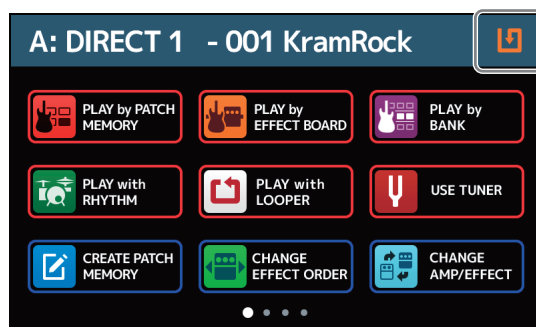 A: DIRECT 1 - 001 KramRock
PLAY by PATCH
MEMORY
PLAY by
EFFECT BOARD
PLAY by
BANK
PLAY with
RHYTHM
PLAY with
LOOPER
USE TUNER
CREATE PATCH
MEMORY
CHANGE
EFFECT ORDER
CHANGE
AMP/EFFECT